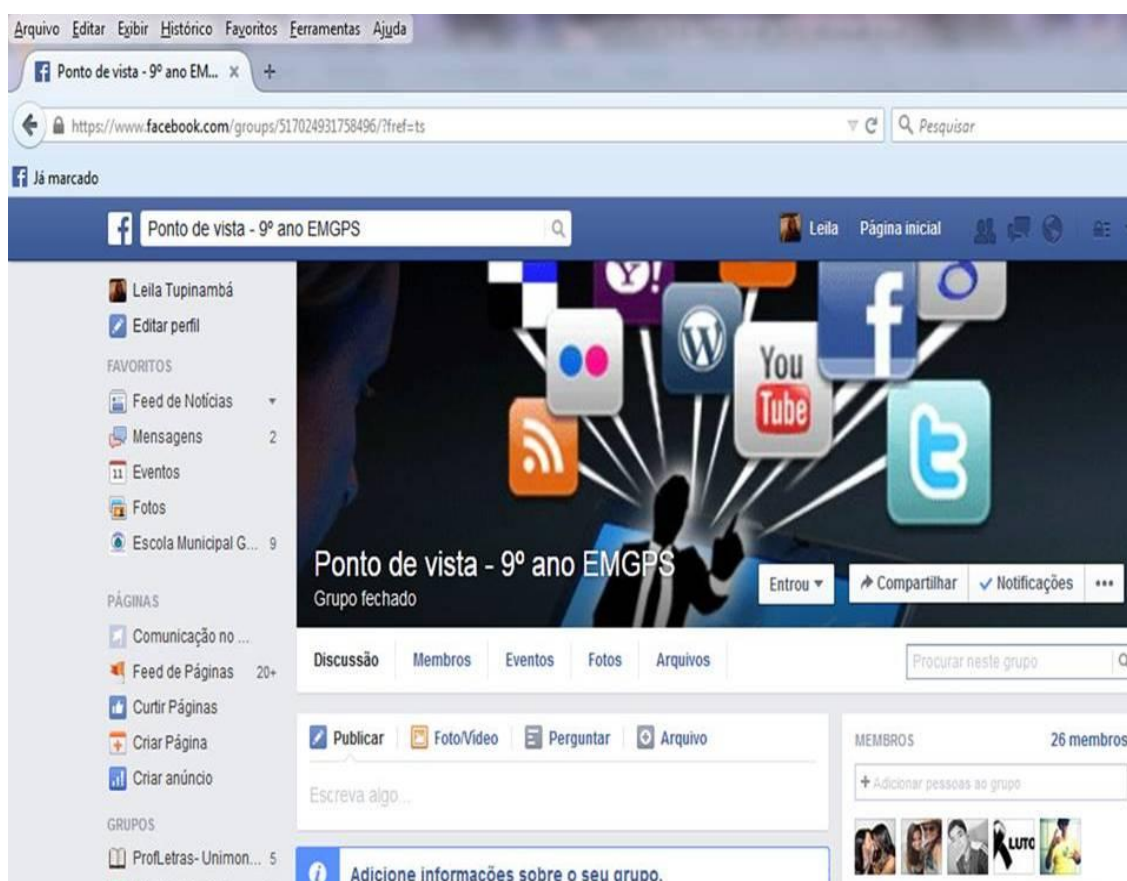 Arquivo Editar Exibir Histórico Favoritos Ferramentas Ajuda
Ponto de vista - 9º ano EM... × +
https://www.facebook.com/groups/517024931758496/?fref=ts
Pesquisar
Já marcado
Ponto de vista - 9º ano EMGPS
Leila Página inicial
Leila Tupinambá
Editar perfil
FAVORITOS
Feed de Notícias
Mensagens 2
11 Eventos
Fotos
Escola Municipal G... 9
PÁGINAS
Comunicação no ...
Feed de Páginas 20+
Curtir Páginas
Criar Página
Criar anúncio
GRUPOS
ProfLetras- Unimon... 5
Y!
You
Tube
Ponto de vista - 9º ano EMGPS
Grupo fechado
Entrou Compartilhar Notificações
Discussão Membros Eventos Fotos Arquivos
Procurar neste grupo
Publicar Foto/Vídeo Perguntar Arquivo
Escreva algo...
Adicione informações sobre o seu grupo.
MEMBROS 26 membros
+ Adicionar pessoas ao grupo
LUTO